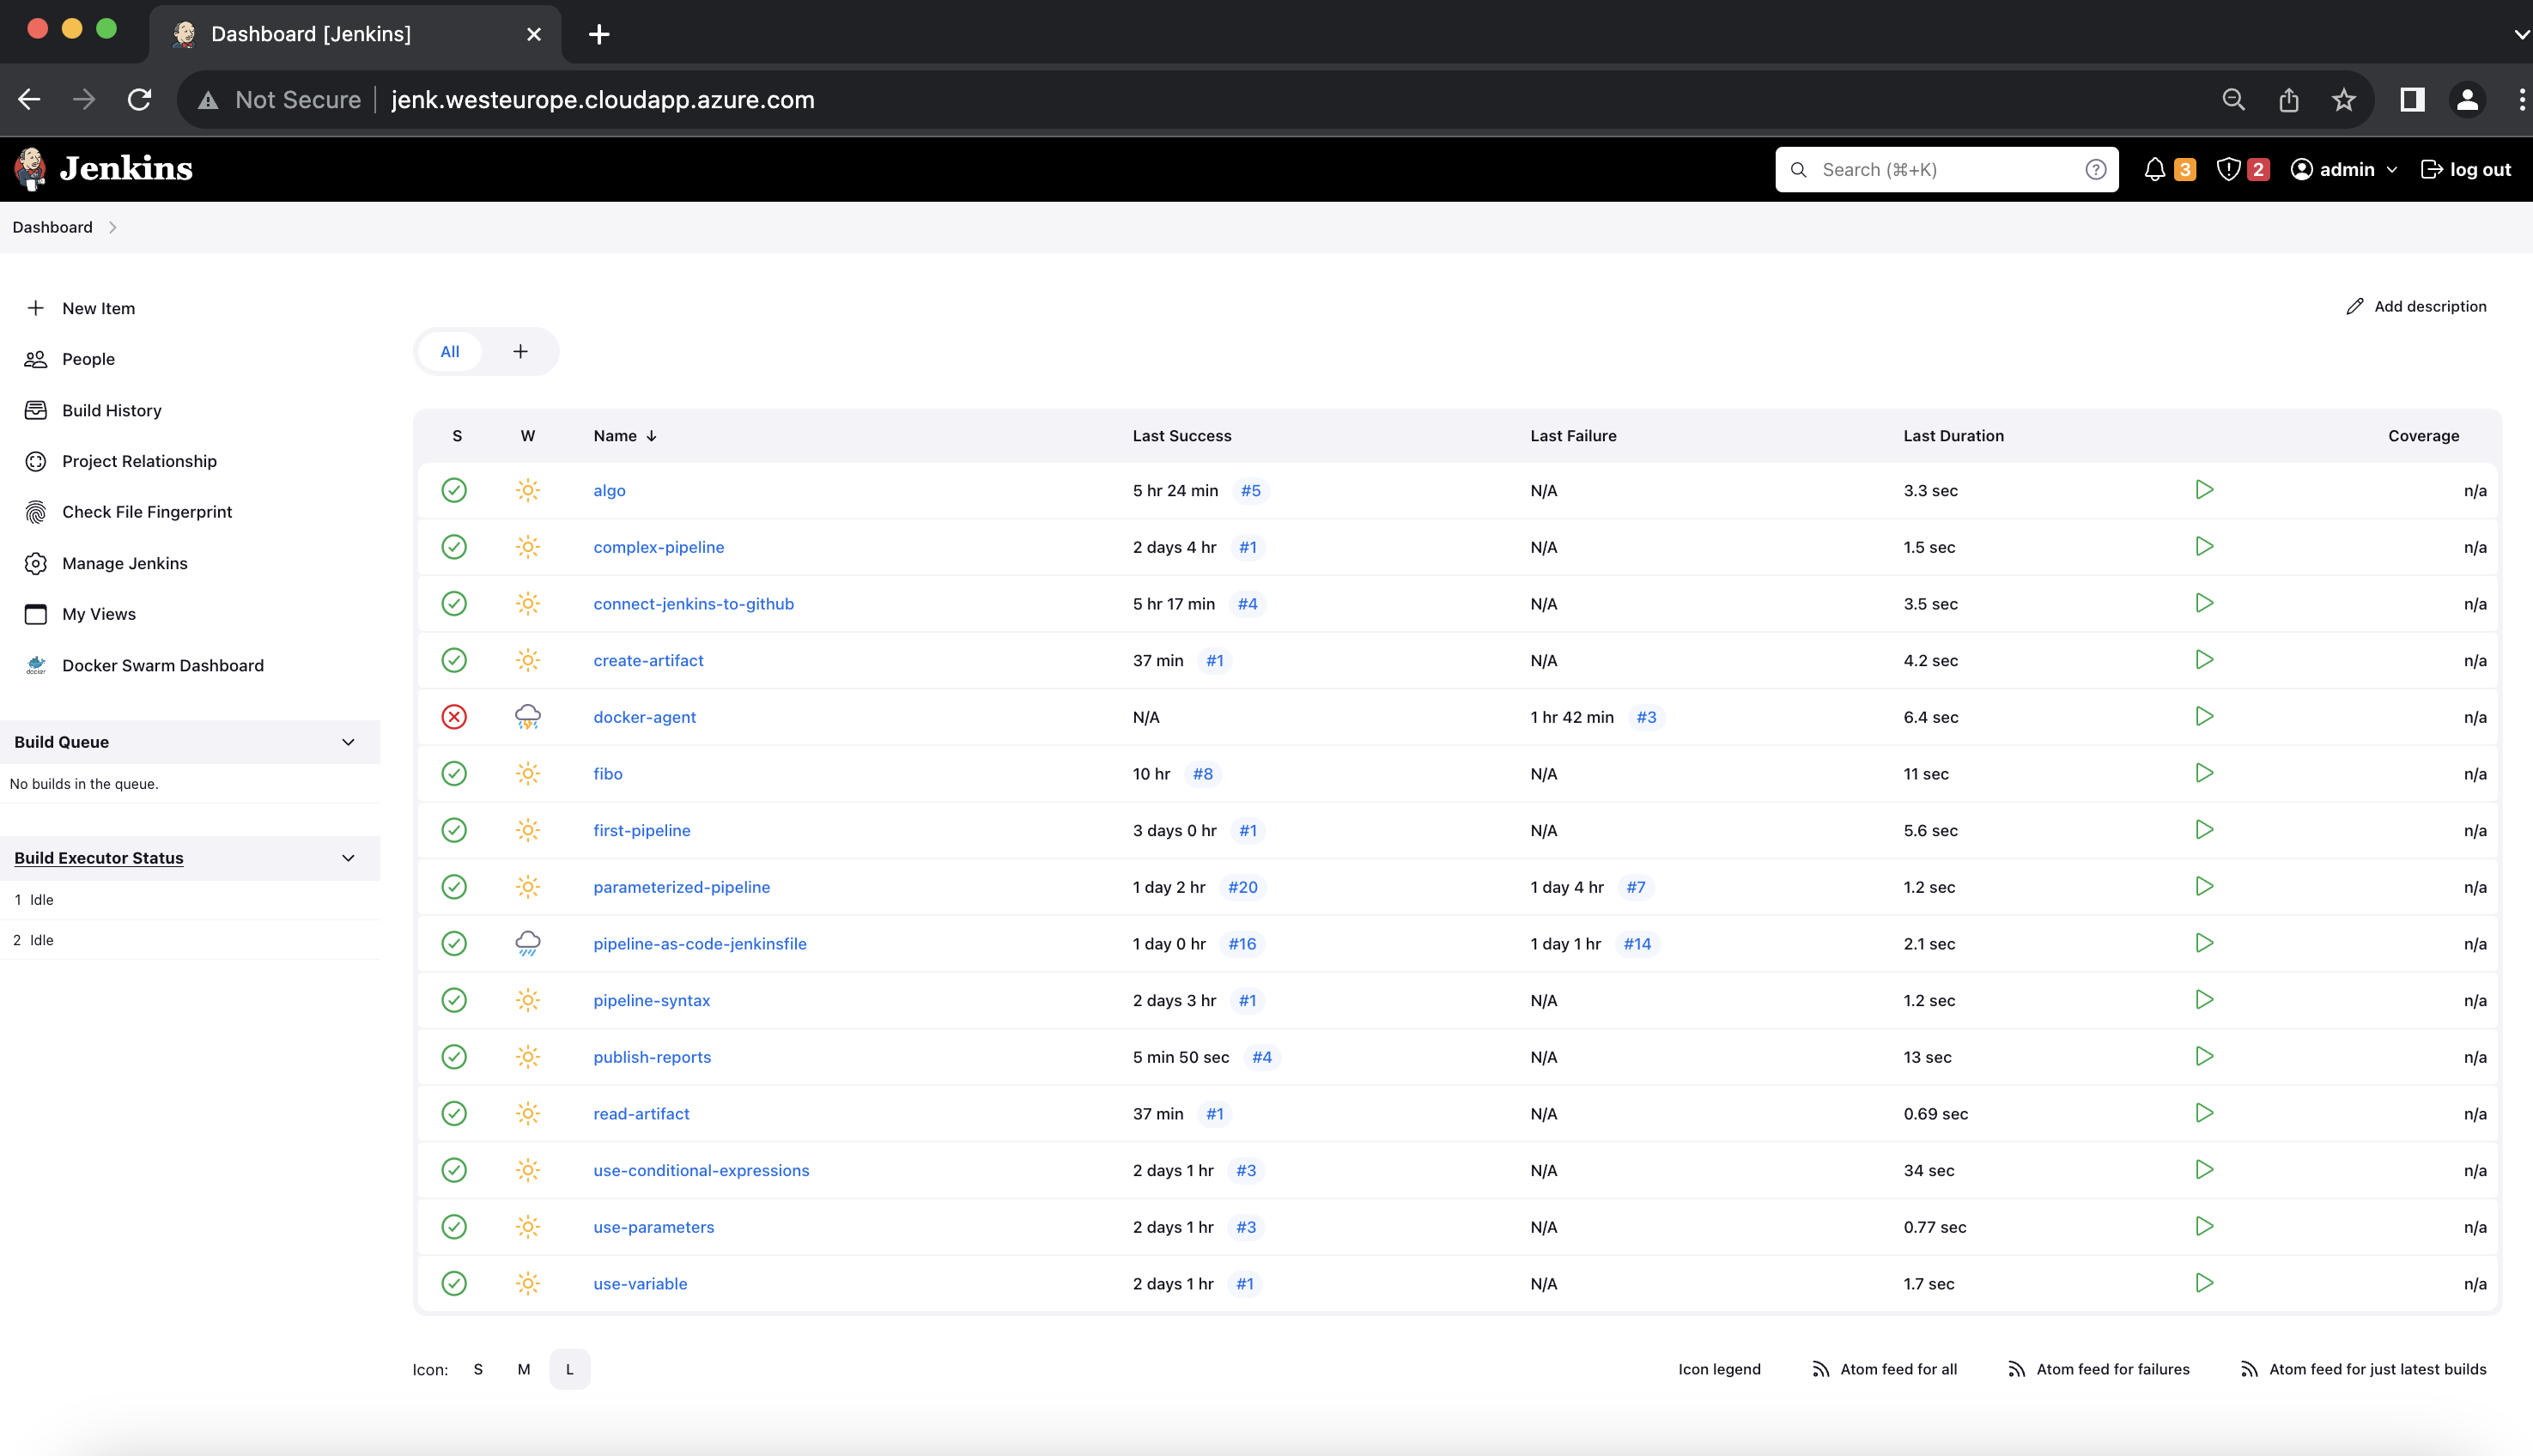 Dashboard [Jenkins]
Not Secure jenk.westeurope.cloudapp.azure.com
Jenkins
Search (⌘+K)
3
2
admin
log out
Dashboard
New Item
People
Build History
Project Relationship
Check File Fingerprint
Manage Jenkins
My Views
Docker Swarm Dashboard
Build Queue
No builds in the queue.
Build Executor Status
1 Idle
2 Idle
Add description
All
S W Name ↓ Last Success Last Failure Last Duration Coverage
algo 5 hr 24 min #5 N/A 3.3 sec n/a
complex-pipeline 2 days 4 hr #1 N/A 1.5 sec n/a
connect-jenkins-to-github 5 hr 17 min #4 N/A 3.5 sec n/a
create-artifact 37 min #1 N/A 4.2 sec n/a
docker-agent N/A 1 hr 42 min #3 6.4 sec n/a
fibo 10 hr #8 N/A 11 sec n/a
first-pipeline 3 days 0 hr #1 N/A 5.6 sec n/a
parameterized-pipeline 1 day 2 hr #20 1 day 4 hr #7 1.2 sec n/a
pipeline-as-code-jenkinsfile 1 day 0 hr #16 1 day 1 hr #14 2.1 sec n/a
pipeline-syntax 2 days 3 hr #1 N/A 1.2 sec n/a
publish-reports 5 min 50 sec #4 N/A 13 sec n/a
read-artifact 37 min #1 N/A 0.69 sec n/a
use-conditional-expressions 2 days 1 hr #3 N/A 34 sec n/a
use-parameters 2 days 1 hr #3 N/A 0.77 sec n/a
use-variable 2 days 1 hr #1 N/A 1.7 sec n/a
Icon: S M L
Icon legend
Atom feed for all
Atom feed for failures
Atom feed for just latest builds